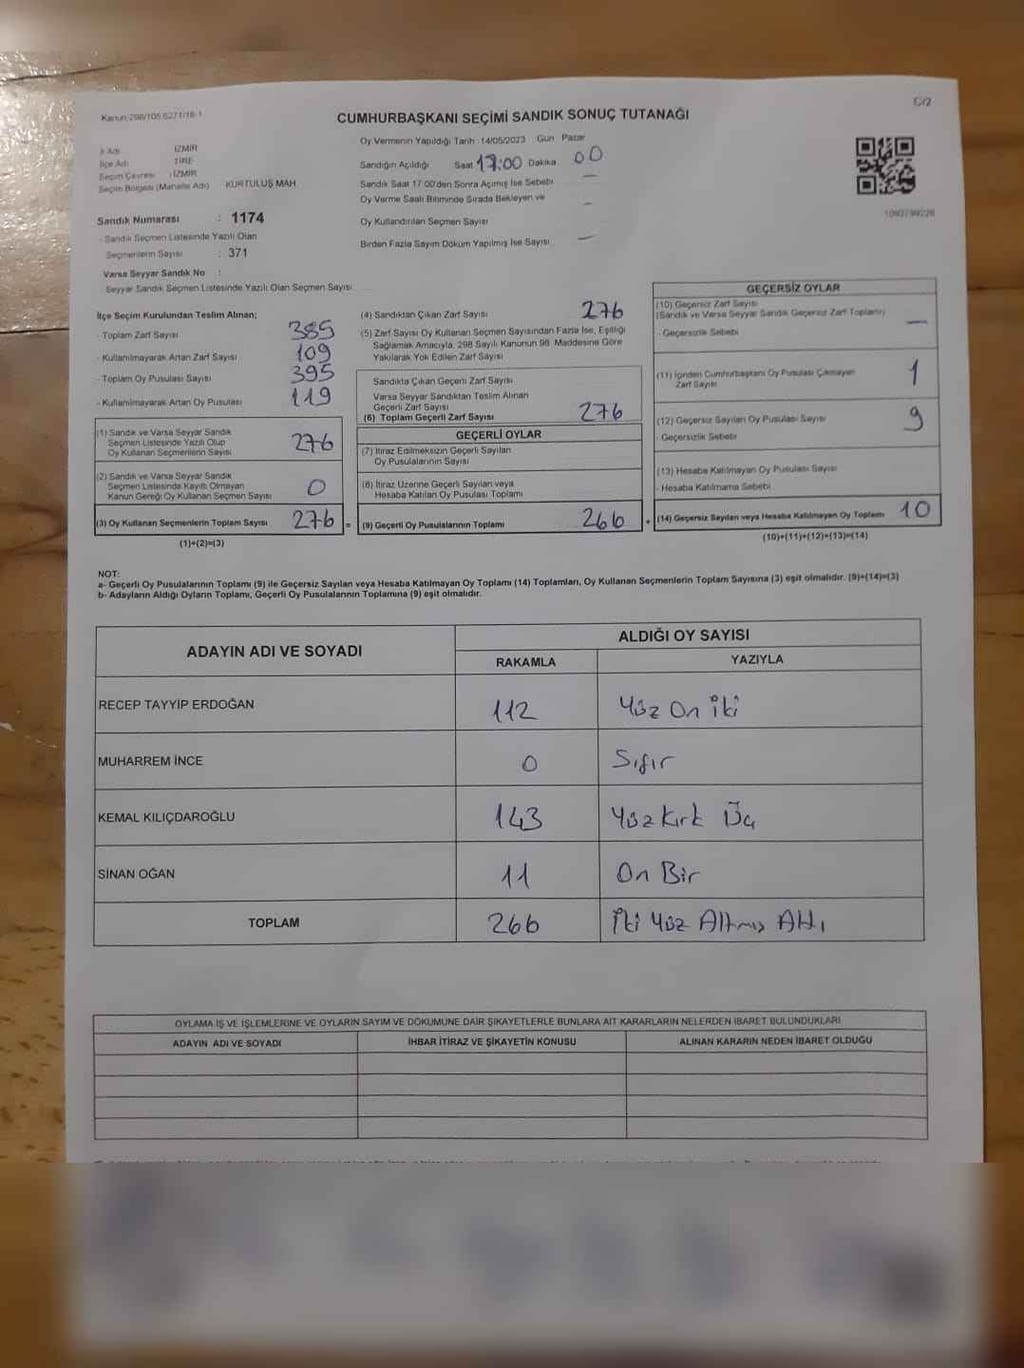 Kanun-298/105.6271/18-1
C/2
CUMHURBAŞKANI SEÇİMİ SANDIK SONUÇ TUTANAĞI
İl Adı : İZMİR
İlçe Adı : TİRE
Seçim Çevresi : İZMİR
Seçim Bölgesi (Mahalle Adı) KURTULUŞ MAH
Sandık Numarası : 1174
- Sandık Seçmen Listesinde Yazılı Olan
Seçmenlerin Sayısı : 371
Varsa Seyyar Sandık No :
Seyyar Sandık Seçmen Listesinde Yazılı Olan Seçmen Sayısı
Oy Vermenin Yapıldığı Tarih 14/05/2023 Gün Pazar
Sandığın Açıldığı Saat 17:00 Dakika 00
Sandık Saat 17:00'den Sonra Açımış İse Sebebi —
Oy Verme Saati Bitiminde Sırada Bekleyen ve
Oy Kullandırılan Seçmen Sayısı —
Birden Fazla Sayım Döküm Yapılmış İse Sayısı —
İlçe Seçim Kurulundan Teslim Alınan;
- Toplam Zarf Sayısı 385
- Kullanılmayarak Artan Zarf Sayısı 109
- Toplam Oy Pusulası Sayısı 395
- Kullanılmayarak Artan Oy Pusulası 119
(1) Sandık ve Varsa Seyyar Sandık
Seçmen Listesinde Yazılı Olup
Oy Kullanan Seçmenlerin Sayısı 276
(2) Sandık ve Varsa Seyyar Sandık
Seçmen Listesinde Kayıtlı Olmayan
Kanun Gereği Oy Kullanan Seçmen Sayısı 0
(3) Oy Kullanan Seçmenlerin Toplam Sayısı 276 =
(1)+(2)=(3)
(4) Sandıktan Çıkan Zarf Sayısı 276
(5) Zarf Sayısı Oy Kullanan Seçmen Sayısından Fazla İse, Eşitliği
Sağlamak Amacıyla, 298 Sayılı Kanunun 98. Maddesine Göre
Yakılarak Yok Edilen Zarf Sayısı
Sandıkta Çıkan Geçerli Zarf Sayısı
Varsa Seyyar Sandıktan Teslim Alınan
Geçerli Zarf Sayısı
(6) Toplam Geçerli Zarf Sayısı 276
GEÇERLİ OYLAR
(7) İtiraz Edilmeksizin Geçerli Sayılan
Oy Pusulalarının Sayısı
(8) İtiraz Üzerine Geçerli Sayılan veya
Hesaba Katılan Oy Pusulası Toplamı
(9) Geçerli Oy Pusulalarının Toplamı 266 +
GEÇERSİZ OYLAR
(10) Geçersiz Zarf Sayısı
(Sandık ve Varsa Seyyar Sandık Geçersiz Zarf Toplamı) —
- Geçersizlik Sebebi
(11) İçinden Cumhurbaşkanı Oy Pusulası Çıkmayan
Zarf Sayısı 1
(12) Geçersiz Sayılan Oy Pusulası Sayısı 9
- Geçersizlik Sebebi
(13) Hesaba Katılmayan Oy Pusulası Sayısı
- Hesaba Katılmama Sebebi
(14) Geçersiz Sayılan veya Hesaba Katılmayan Oy Toplamı 10
(10)+(11)+(12)+(13)=(14)
NOT:
a- Geçerli Oy Pusulalarının Toplamı (9) ile Geçersiz Sayılan veya Hesaba Katılmayan Oy Toplamı (14) Toplamları, Oy Kullanan Seçmenlerin Toplam Sayısına (3) eşit olmalıdır. (9)+(14)=(3)
b- Adayların Aldığı Oyların Toplamı, Geçerli Oy Pusulalarının Toplamına (9) eşit olmalıdır.
ADAYIN ADI VE SOYADI
ALDIĞI OY SAYISI
RAKAMLA YAZIYLA
RECEP TAYYİP ERDOĞAN 112 Yüz On iki
MUHARREM İNCE 0 Sıfır
KEMAL KILIÇDAROĞLU 143 Yüz Kırk Üç
SİNAN OĞAN 11 On Bir
TOPLAM 266 İki Yüz Altmış Altı
OYLAMA İŞ VE İŞLEMLERİNE VE OYLARIN SAYIM VE DÖKÜMÜNE DAİR ŞİKAYETLERLE BUNLARA AİT KARARLARIN NELERDEN İBARET BULUNDUKLARI
ADAYIN ADI VE SOYADI İHBAR İTİRAZ VE ŞİKAYETİN KONUSU ALINAN KARARIN NEDEN İBARET OLDUĞU